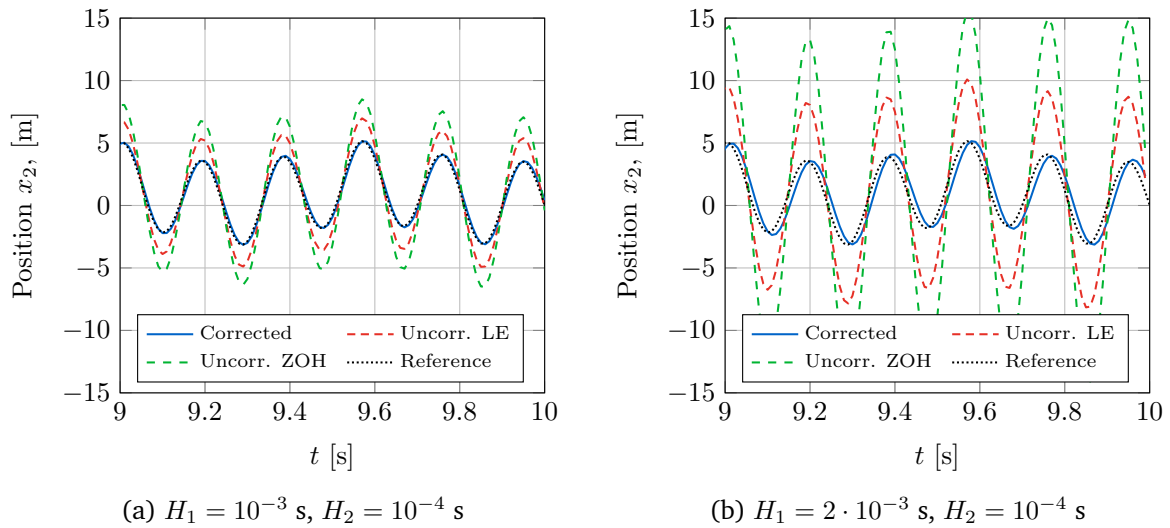 15
10
5
0
−5
−10
−15
Position x₂, [m]
Corrected
Uncorr. LE
Uncorr. ZOH
Reference
9 9.2 9.4 9.6 9.8 10
t [s]
(a) H₁ = 10⁻³ s, H₂ = 10⁻⁴ s
15
10
5
0
−5
−10
−15
Position x₂, [m]
Corrected
Uncorr. LE
Uncorr. ZOH
Reference
9 9.2 9.4 9.6 9.8 10
t [s]
(b) H₁ = 2 · 10⁻³ s, H₂ = 10⁻⁴ s